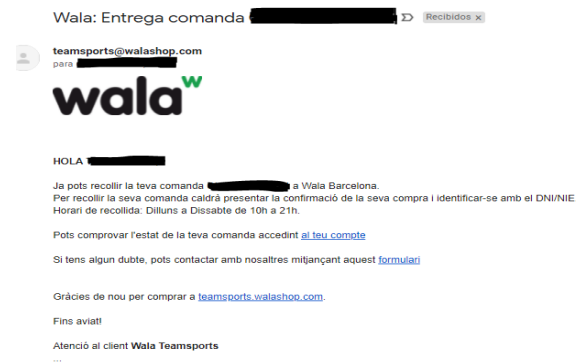 Wala: Entrega comanda
Recibidos x
teamsports@walashop.com
para
wala w
HOLA T
Ja pots recollir la teva comanda a Wala Barcelona.
Per recollir la seva comanda caldrà presentar la confirmació de la seva compra i identificar-se amb el DNI/NIE
Horari de recollida: Dilluns a Dissabte de 10h a 21h.
Pots comprovar l'estat de la teva comanda accedint al teu compte
Si tens algun dubte, pots contactar amb nosaltres mitjançant aquest formulari
Gràcies de nou per comprar a teamsports.walashop.com.
Fins aviat!
Atenció al client Wala Teamsports
...